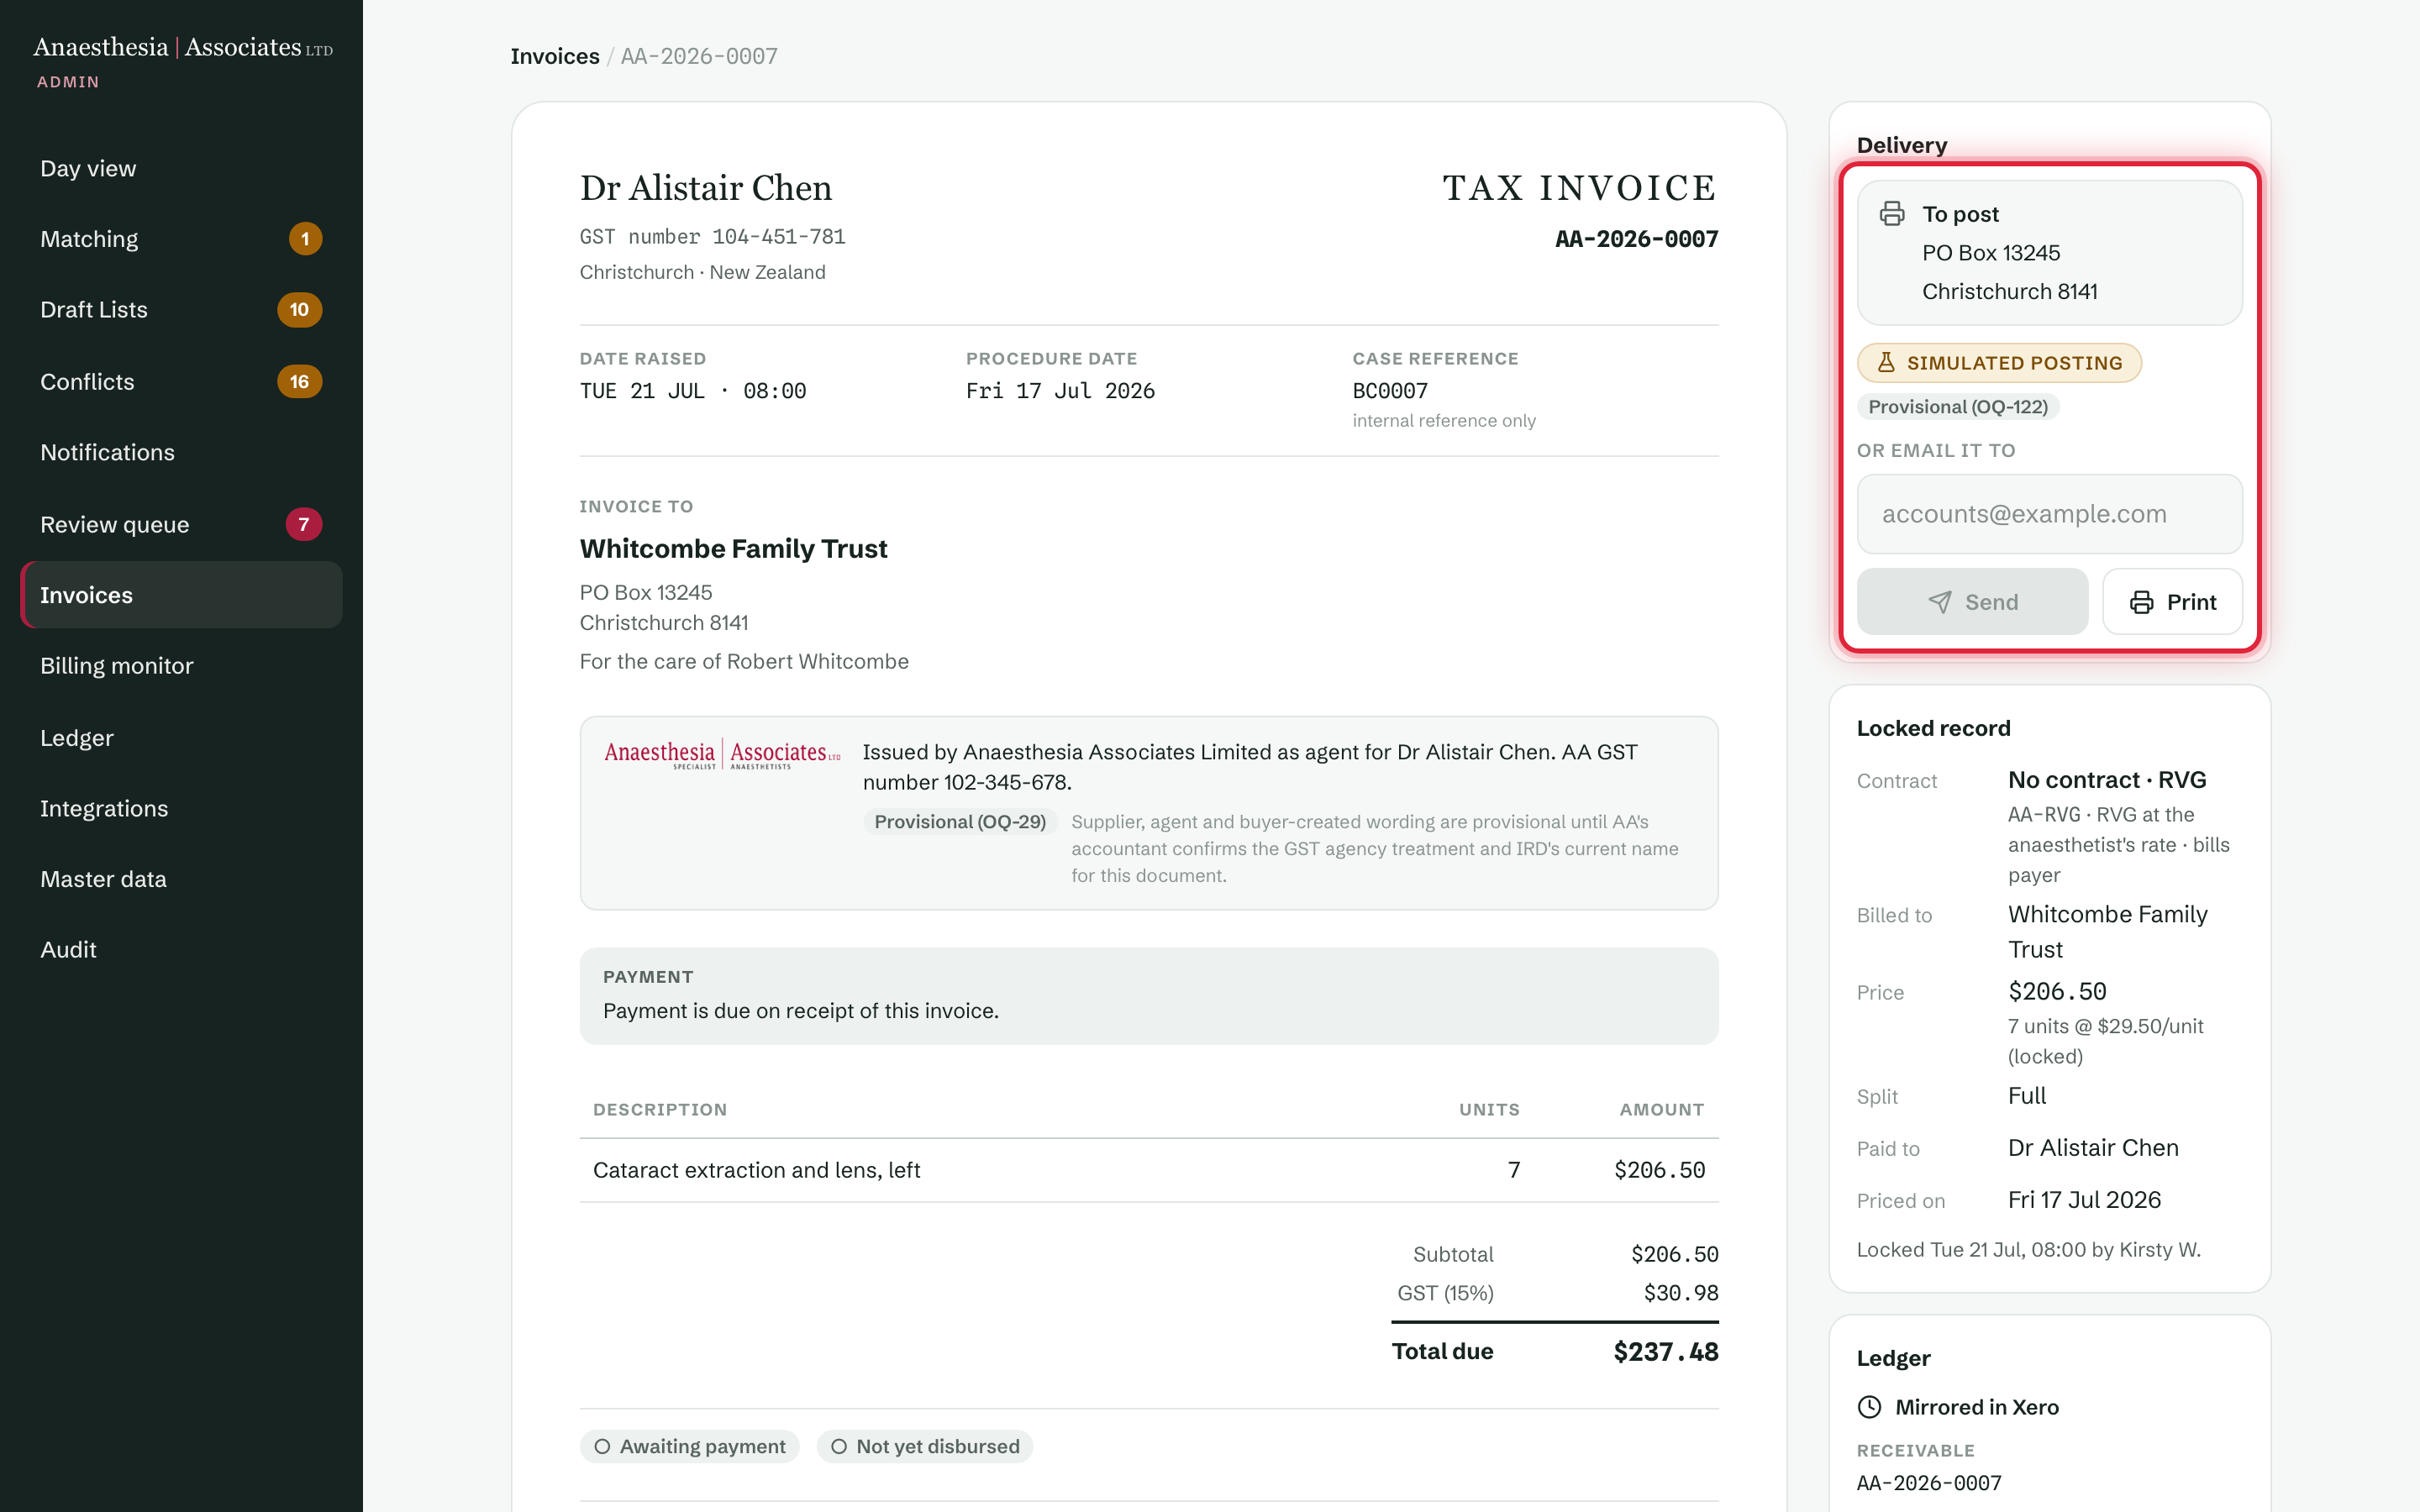 Anaesthesia | Associates LTD
ADMIN
Day view
Matching 1
Draft Lists 10
Conflicts 16
Notifications
Review queue 7
Invoices
Billing monitor
Ledger
Integrations
Master data
Audit
Invoices / AA-2026-0007
Dr Alistair Chen
GST number 104-451-781
Christchurch · New Zealand
TAX INVOICE
AA-2026-0007
DATE RAISED
TUE 21 JUL · 08:00
PROCEDURE DATE
Fri 17 Jul 2026
CASE REFERENCE
BC0007
internal reference only
INVOICE TO
Whitcombe Family Trust
PO Box 13245
Christchurch 8141
For the care of Robert Whitcombe
Anaesthesia | Associates LTD
SPECIALIST ANAESTHETISTS
Issued by Anaesthesia Associates Limited as agent for Dr Alistair Chen. AA GST
number 102-345-678.
Provisional (OQ-29)
Supplier, agent and buyer-created wording are provisional until AA's
accountant confirms the GST agency treatment and IRD's current name
for this document.
PAYMENT
Payment is due on receipt of this invoice.
DESCRIPTION UNITS AMOUNT
Cataract extraction and lens, left 7 $206.50
Subtotal $206.50
GST (15%) $30.98
Total due $237.48
Awaiting payment
Not yet disbursed
Delivery
To post
PO Box 13245
Christchurch 8141
SIMULATED POSTING
Provisional (OQ-122)
OR EMAIL IT TO
accounts@example.com
Send
Print
Locked record
Contract No contract · RVG
AA-RVG · RVG at the
anaesthetist's rate · bills
payer
Billed to Whitcombe Family
Trust
Price $206.50
7 units @ $29.50/unit
(locked)
Split Full
Paid to Dr Alistair Chen
Priced on Fri 17 Jul 2026
Locked Tue 21 Jul, 08:00 by Kirsty W.
Ledger
Mirrored in Xero
RECEIVABLE
AA-2026-0007